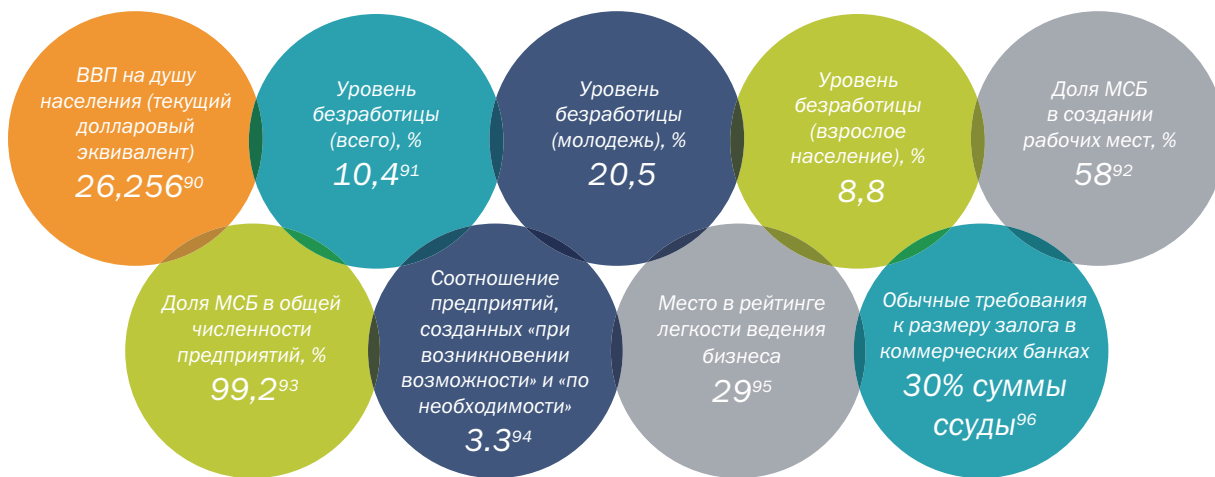 ВВП на душу
населения (текущий
долларовый
эквивалент)
26,256⁹⁰
Уровень
безработицы
(всего), %
10,4⁹¹
Уровень
безработицы
(молодежь), %
20,5
Уровень
безработицы
(взрослое
население), %
8,8
Доля МСБ
в создании
рабочих мест, %
58⁹²
Доля МСБ в общей
численности
предприятий, %
99,2⁹³
Соотношение
предприятий,
созданных «при
возникновении
возможности» и «по
необходимости»
3.3⁹⁴
Место в рейтинге
легкости ведения
бизнеса
29⁹⁵
Обычные требования
к размеру залога в
коммерческих банках
30% суммы
ссуды⁹⁶